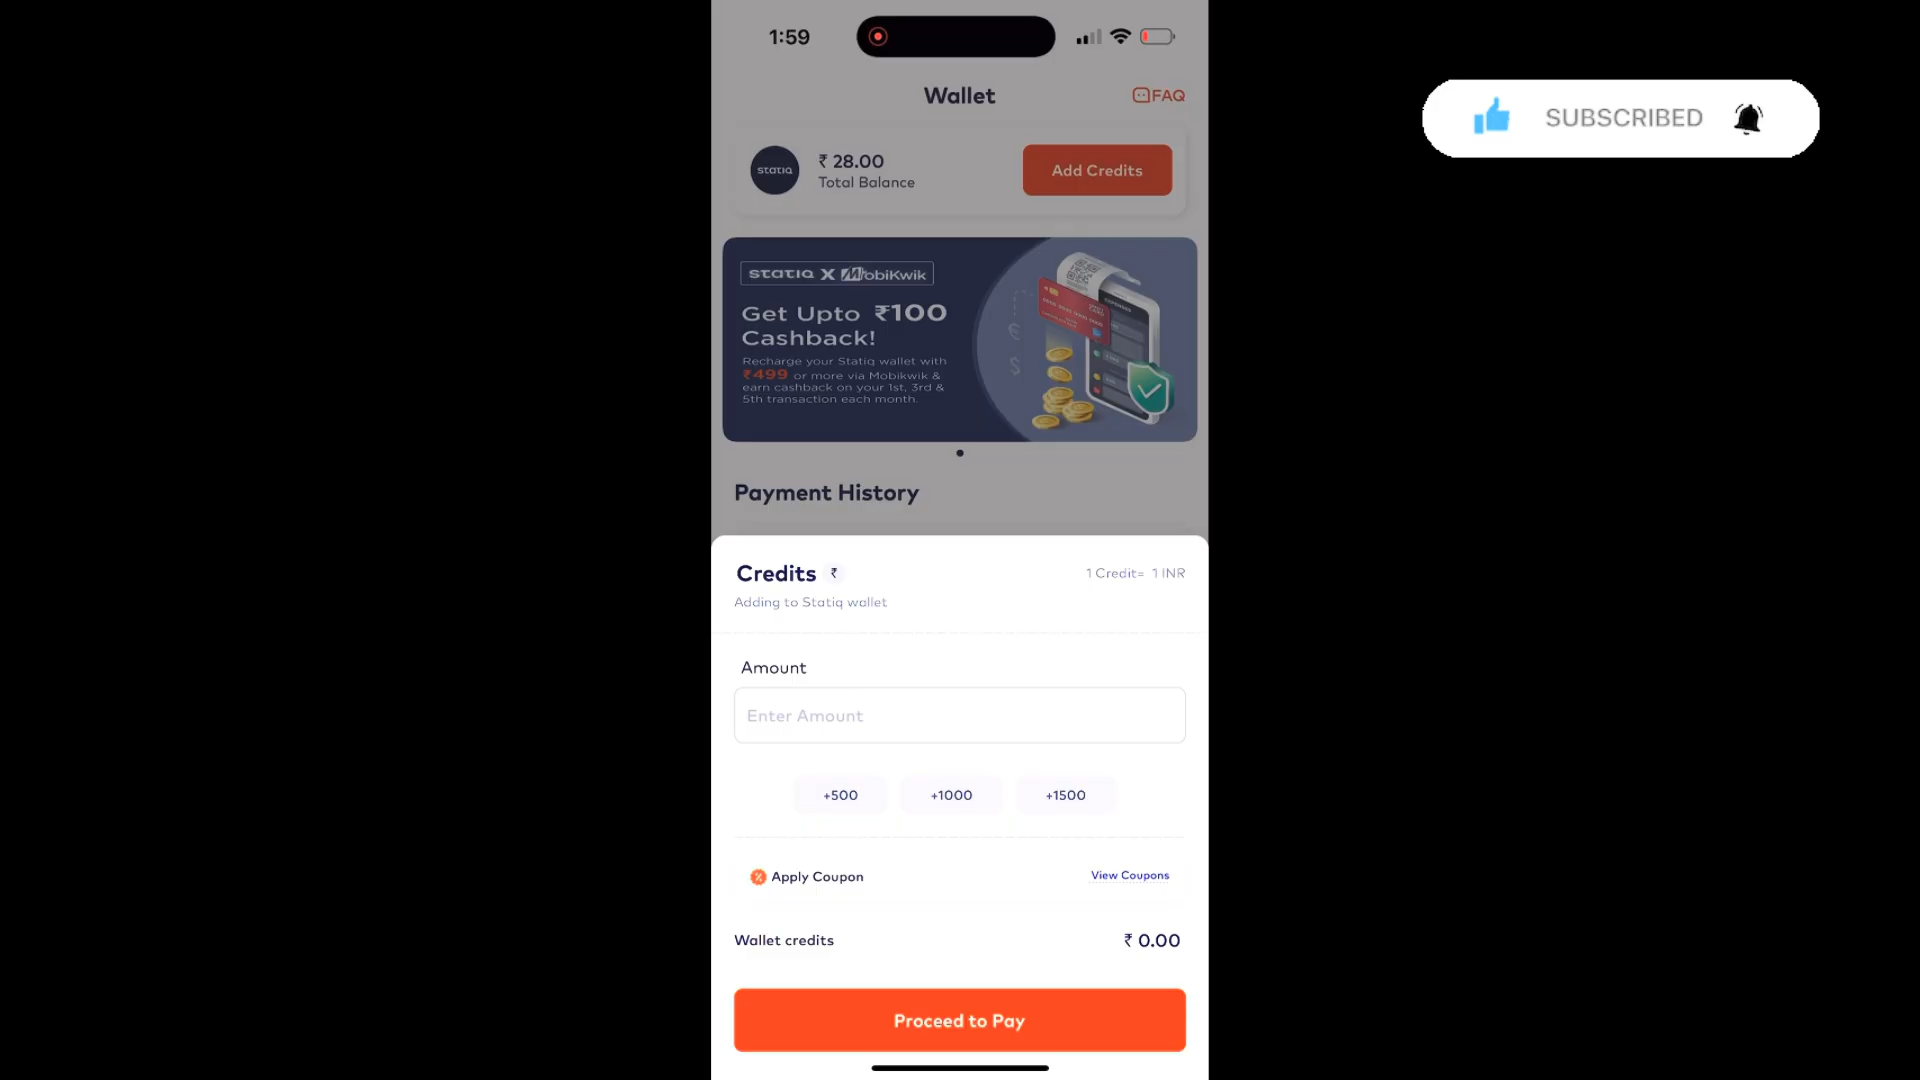 1:59
Wallet
FAQ
SUBSCRIBED
statiq
₹ 28.00
Total Balance
Add Credits
statiq X MobiKwik
Get Upto ₹100
Cashback!
Recharge your Statiq wallet with
₹499 or more via Mobikwik &
earn cashback on your 1st, 3rd &
5th transaction each month.
Payment History
Credits ₹
1 Credit= 1 INR
Adding to Statiq wallet
Amount
Enter Amount
+500
+1000
+1500
Apply Coupon
View Coupons
Wallet credits
₹ 0.00
Proceed to Pay